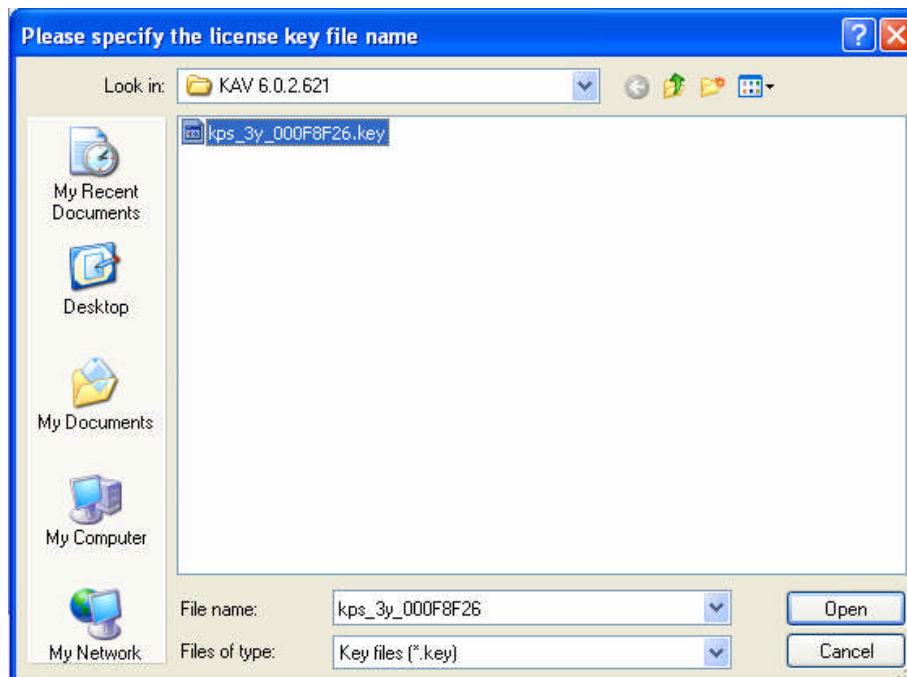 Please specify the license key file name
Look in: KAV 6.0.2.621
kps_3y_000F8F26.key
My Recent
Documents
Desktop
My Documents
My Computer
My Network
File name: kps_3y_000F8F26 Open
Files of type: Key files (*.key) Cancel